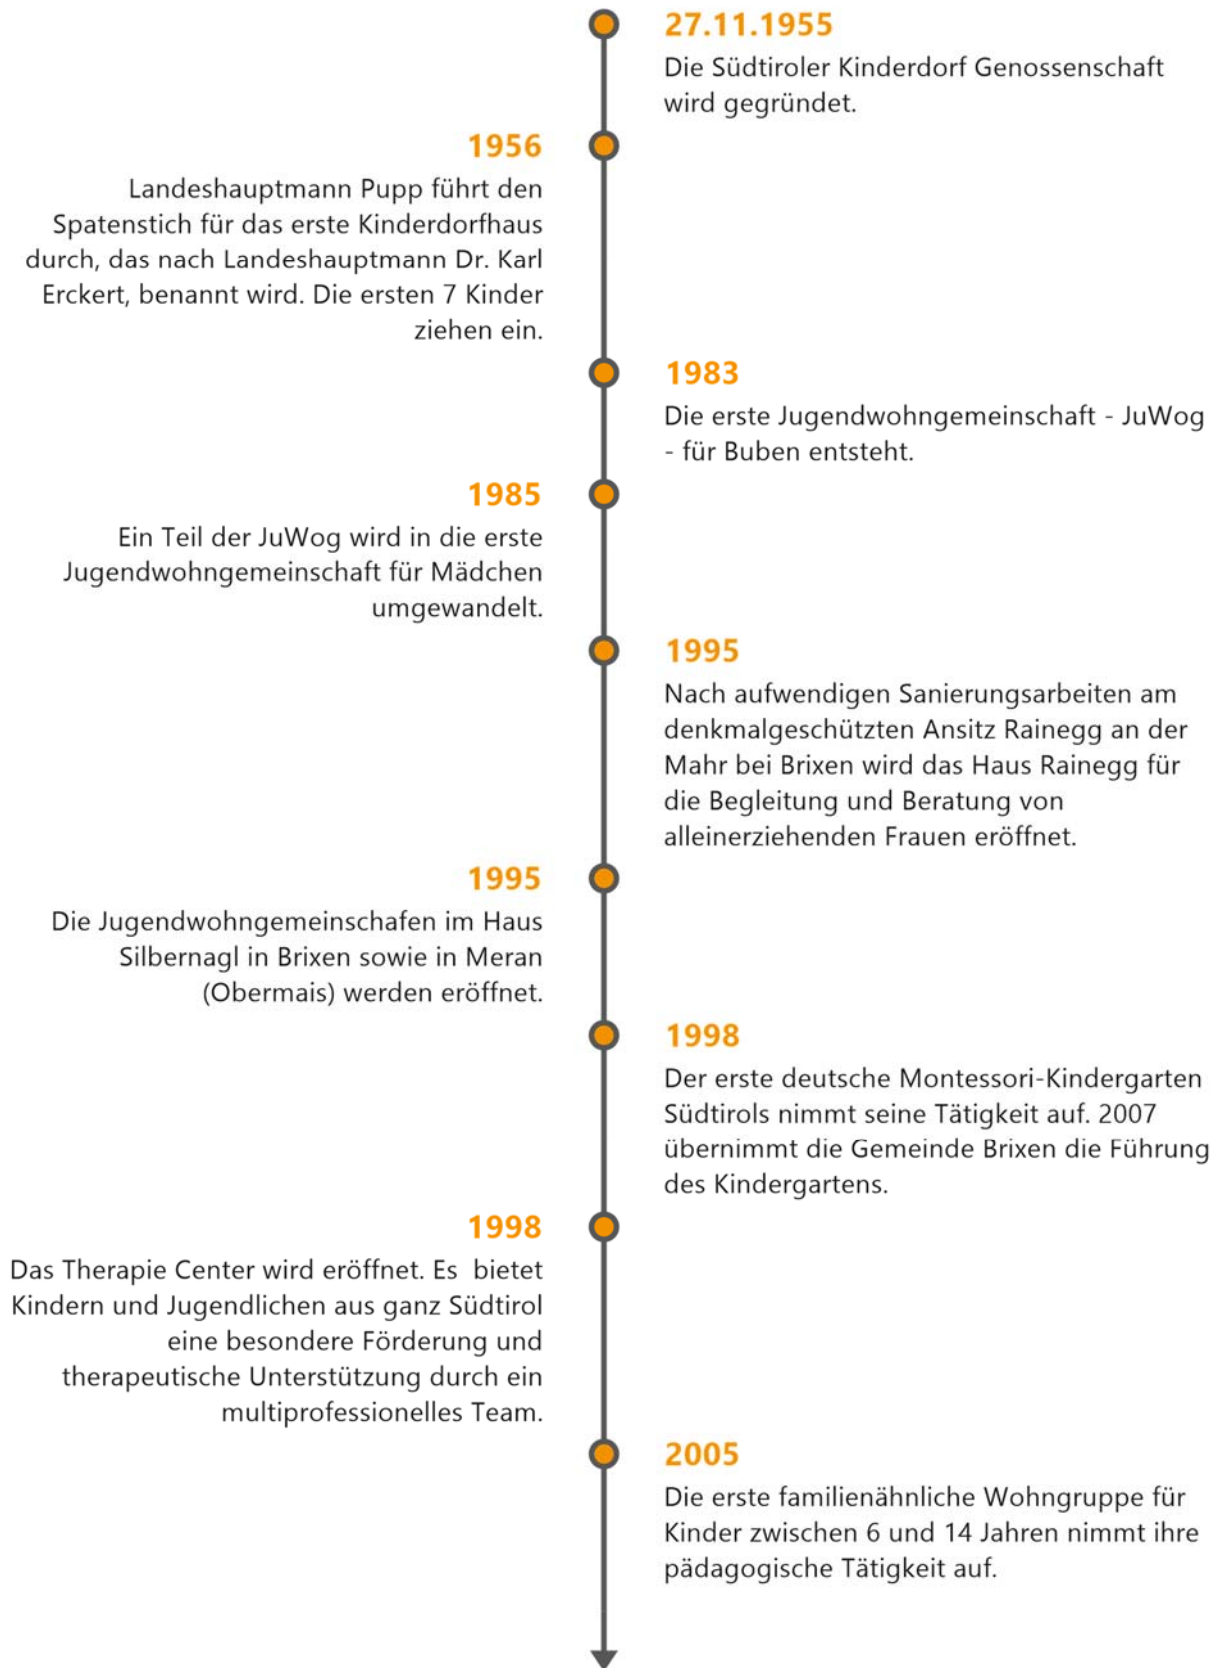 27.11.1955
Die Südtiroler Kinderdorf Genossenschaft
wird gegründet.
1956
Landeshauptmann Pupp führt den
Spatenstich für das erste Kinderdorfhaus
durch, das nach Landeshauptmann Dr. Karl
Erckert, benannt wird. Die ersten 7 Kinder
ziehen ein.
1983
Die erste Jugendwohngemeinschaft - JuWog
- für Buben entsteht.
1985
Ein Teil der JuWog wird in die erste
Jugendwohngemeinschaft für Mädchen
umgewandelt.
1995
Nach aufwendigen Sanierungsarbeiten am
denkmalgeschützten Ansitz Rainegg an der
Mahr bei Brixen wird das Haus Rainegg für
die Begleitung und Beratung von
alleinerziehenden Frauen eröffnet.
1995
Die Jugendwohngemeinschafen im Haus
Silbernagl in Brixen sowie in Meran
(Obermais) werden eröffnet.
1998
Der erste deutsche Montessori-Kindergarten
Südtirols nimmt seine Tätigkeit auf. 2007
übernimmt die Gemeinde Brixen die Führung
des Kindergartens.
1998
Das Therapie Center wird eröffnet. Es  bietet
Kindern und Jugendlichen aus ganz Südtirol
eine besondere Förderung und
therapeutische Unterstützung durch ein
multiprofessionelles Team.
2005
Die erste familienähnliche Wohngruppe für
Kinder zwischen 6 und 14 Jahren nimmt ihre
pädagogische Tätigkeit auf.